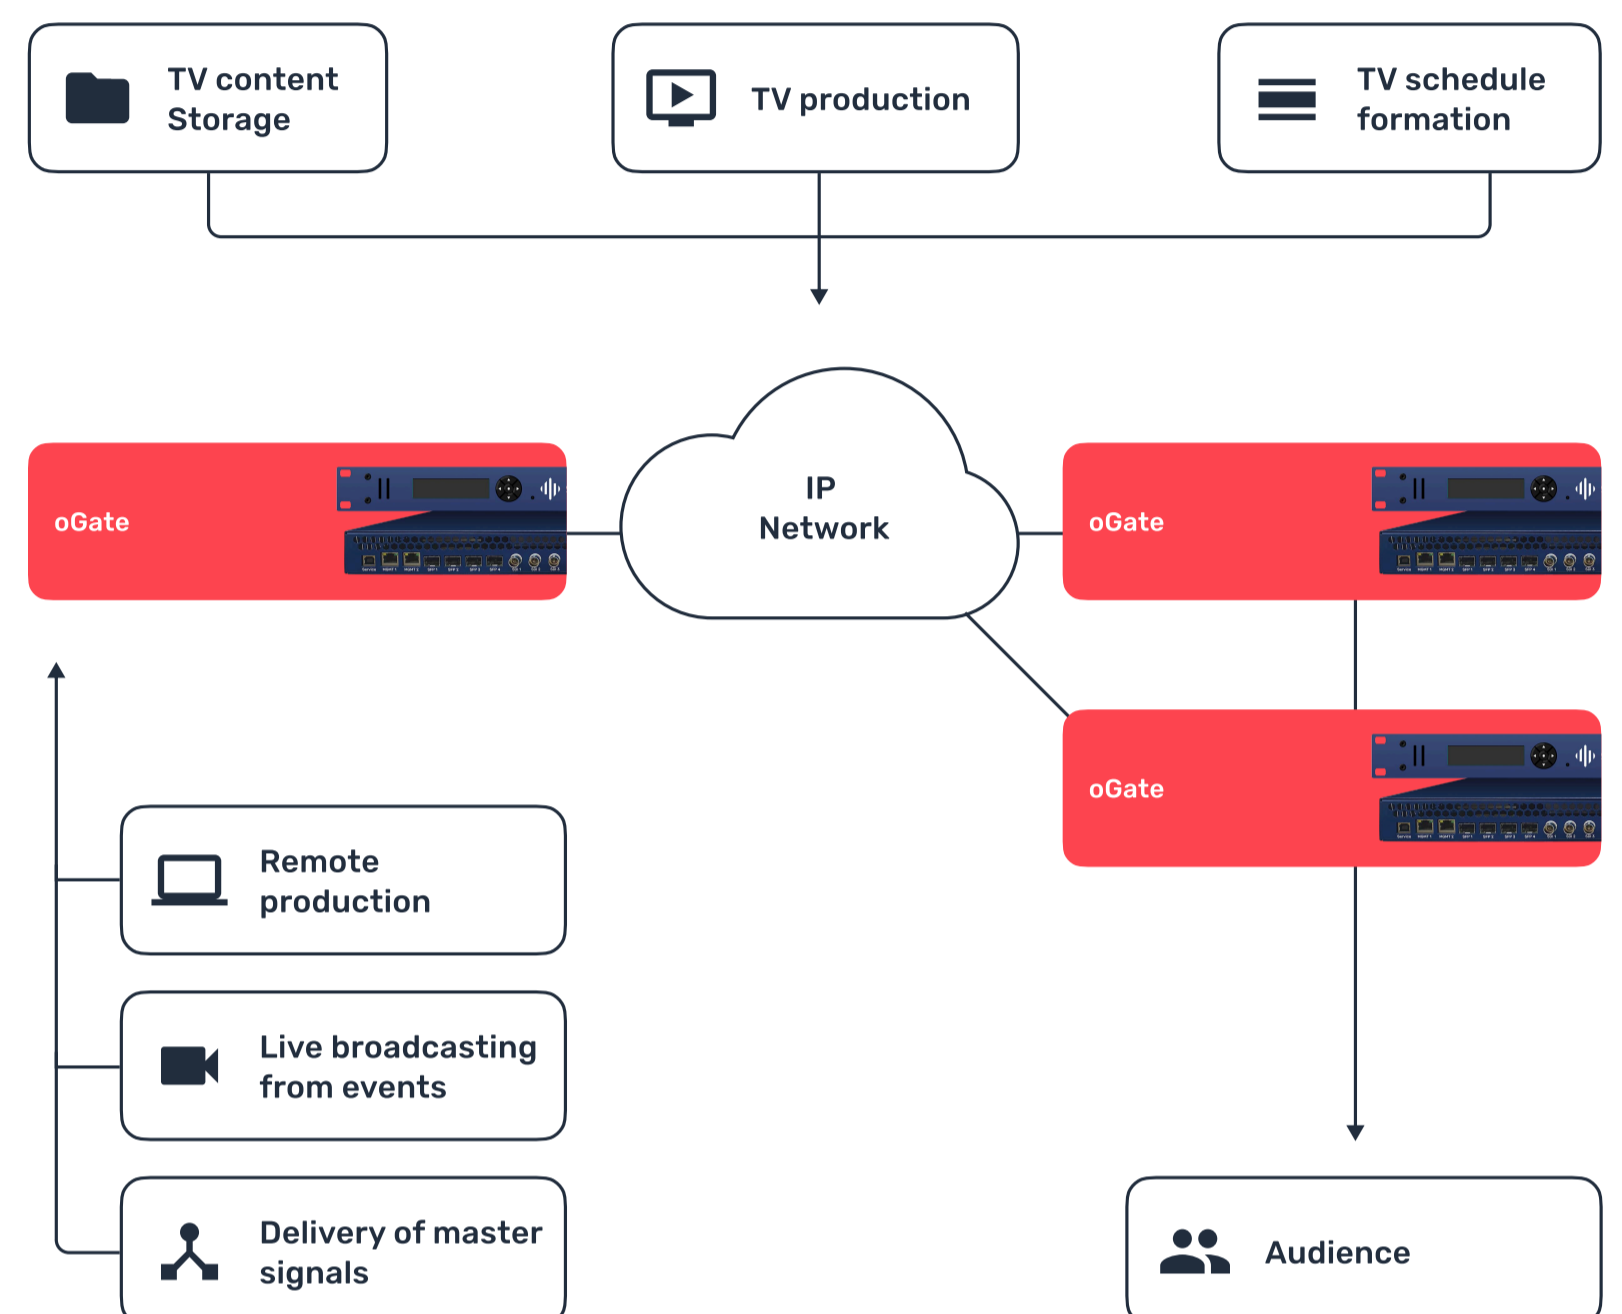 TV content
Storage
TV production
TV schedule
formation
IP
Network
oGate
oGate
oGate
Remote
production
Live broadcasting
from events
Delivery of master
signals
Audience